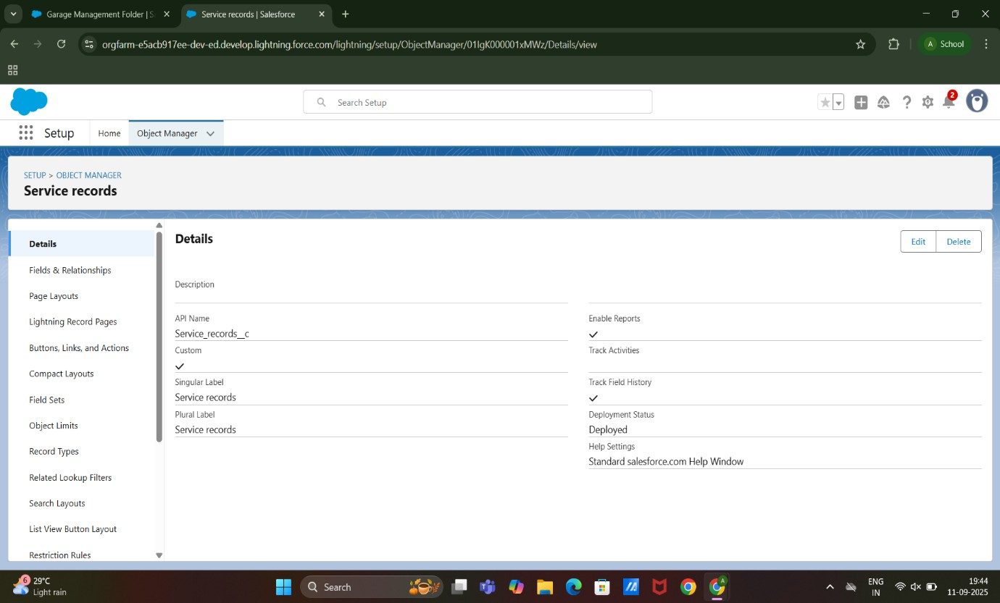 Garage Management Folder | S
Service records | Salesforce
orgfarm-e5acb917ee-dev-ed.develop.lightning.force.com/lightning/setup/ObjectManager/01IgK000001xMWz/Details/view
A School
Search Setup
2
Setup
Home
Object Manager
SETUP > OBJECT MANAGER
Service records
Details
Fields & Relationships
Page Layouts
Lightning Record Pages
Buttons, Links, and Actions
Compact Layouts
Field Sets
Object Limits
Record Types
Related Lookup Filters
Search Layouts
List View Button Layout
Restriction Rules
Details
Edit
Delete
Description
API Name
Service_records__c
Custom
Singular Label
Service records
Plural Label
Service records
Enable Reports
Track Activities
Track Field History
Deployment Status
Deployed
Help Settings
Standard salesforce.com Help Window
6
29°C
Light rain
Search
A
ENG
IN
19:44
11-09-2025